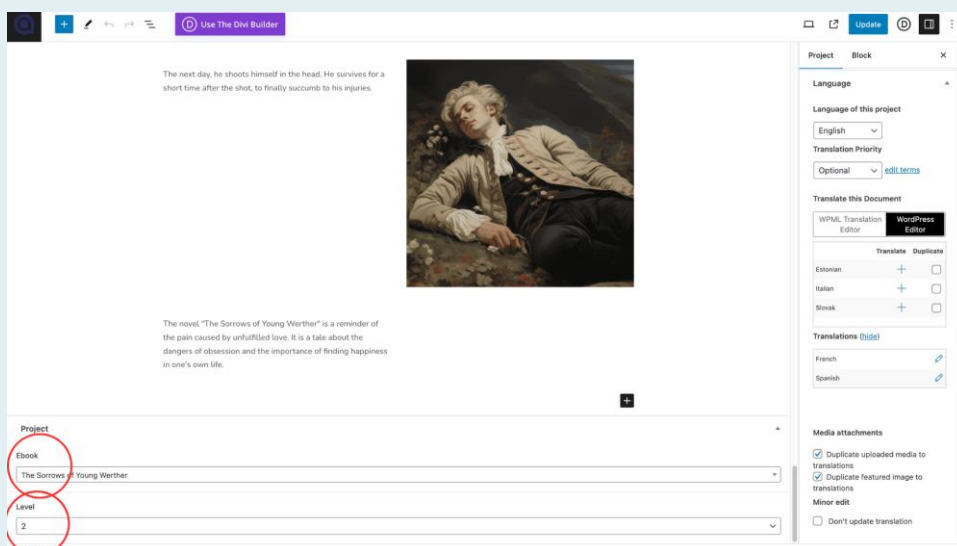 Use The Divi Builder
Update
The next day, he shoots himself in the head. He survives for a
short time after the shot, to finally succumb to his injuries.
The novel "The Sorrows of Young Werther" is a reminder of
the pain caused by unfulfilled love. It is a tale about the
dangers of obsession and the importance of finding happiness
in one's own life.
Project
Ebook
The Sorrows of Young Werther
Level
2
Project Block
Language
Language of this project
English
Translation Priority
Optional edit terms
Translate this Document
WPML Translation
Editor
WordPress
Editor
Translate Duplicate
Estonian
Italian
Slovak
Translations (hide)
French
Spanish
Media attachments
Duplicate uploaded media to
translations
Duplicate featured image to
translations
Minor edit
Don't update translation